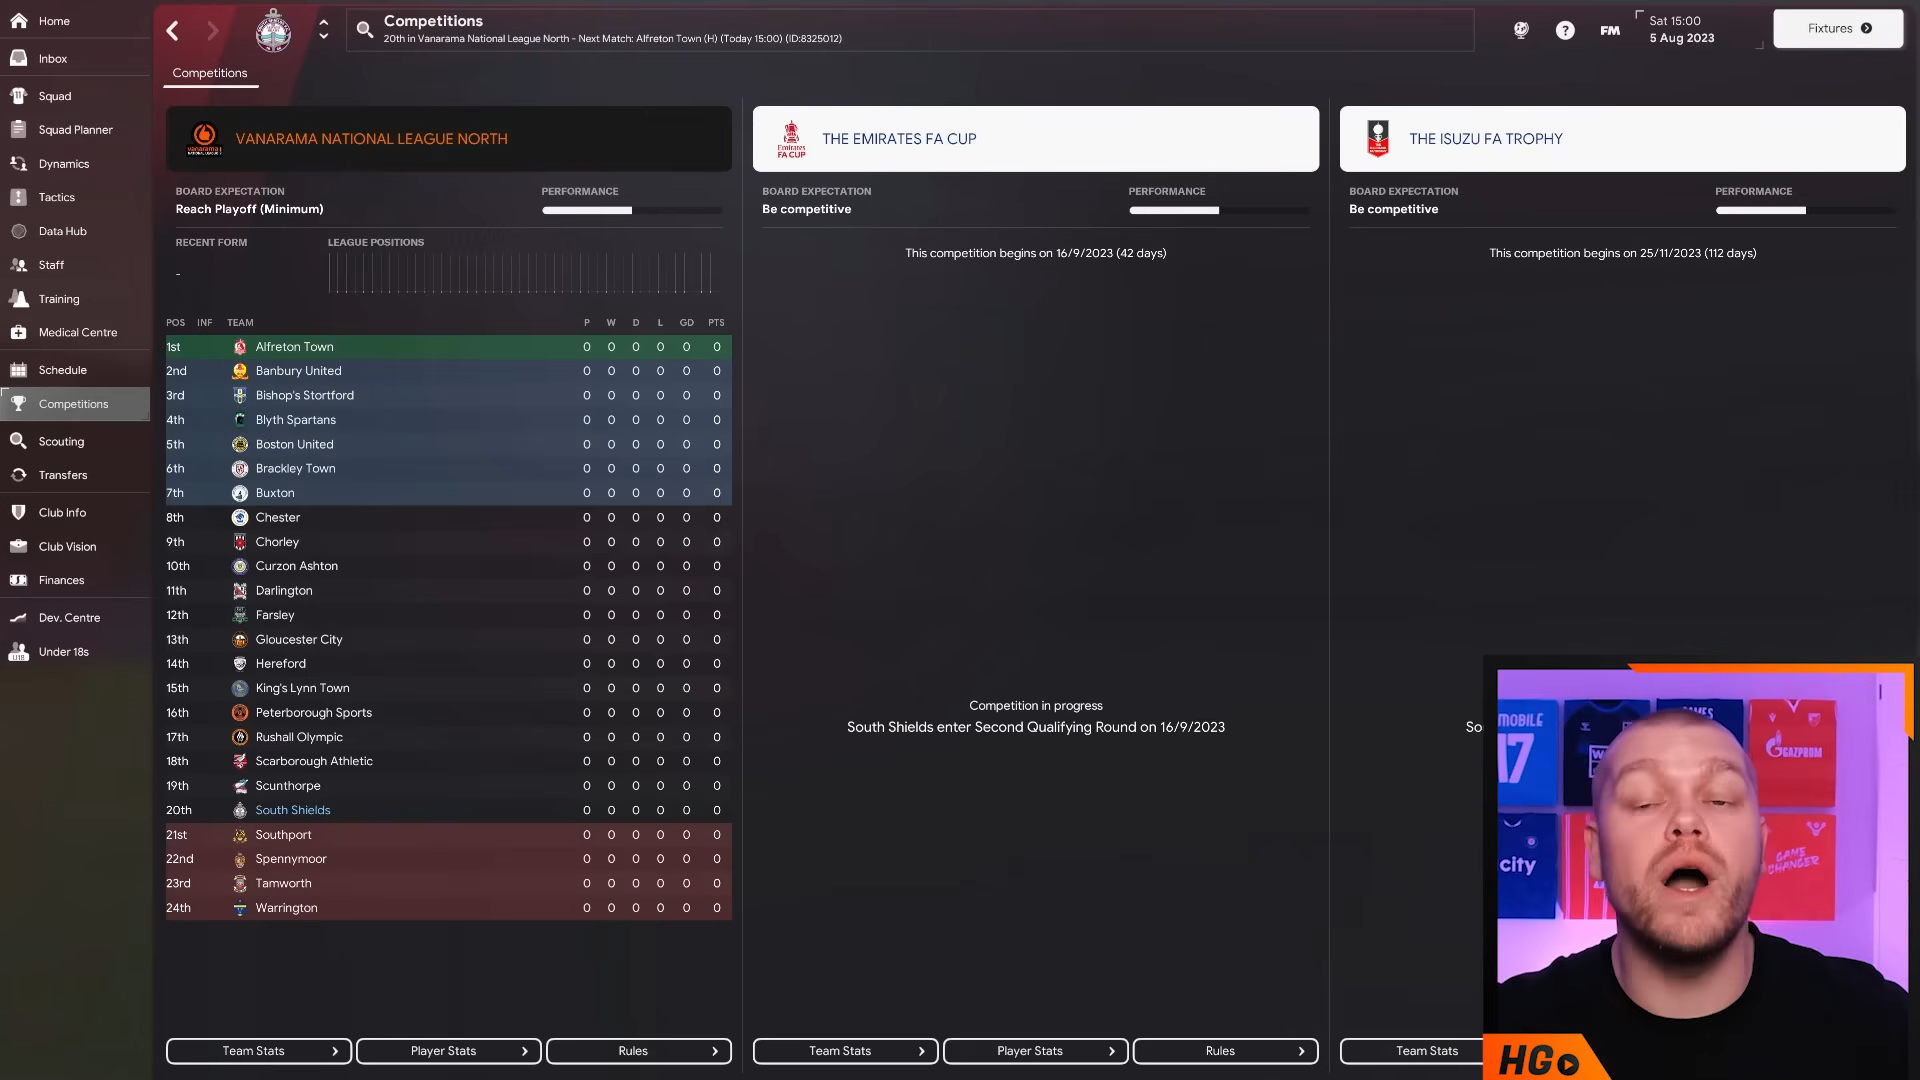 Home
Inbox
Squad
Squad Planner
Dynamics
Tactics
Data Hub
Staff
Training
Medical Centre
Schedule
Competitions
Scouting
Transfers
Club Info
Club Vision
Finances
Dev. Centre
Under 18s
Competitions
20th in Vanarama National League North - Next Match: Alfreton Town (H) (Today 15:00) (ID:8325012)
FM
Sat 15:00
5 Aug 2023
Fixtures
Competitions
VANARAMA NATIONAL LEAGUE NORTH
BOARD EXPECTATION PERFORMANCE
Reach Playoff (Minimum)
RECENT FORM LEAGUE POSITIONS
-
POS INF TEAM P W D L GD PTS
1st Alfreton Town 0 0 0 0 0 0
2nd Banbury United 0 0 0 0 0 0
3rd Bishop's Stortford 0 0 0 0 0 0
4th Blyth Spartans 0 0 0 0 0 0
5th Boston United 0 0 0 0 0 0
6th Brackley Town 0 0 0 0 0 0
7th Buxton 0 0 0 0 0 0
8th Chester 0 0 0 0 0 0
9th Chorley 0 0 0 0 0 0
10th Curzon Ashton 0 0 0 0 0 0
11th Darlington 0 0 0 0 0 0
12th Farsley 0 0 0 0 0 0
13th Gloucester City 0 0 0 0 0 0
14th Hereford 0 0 0 0 0 0
15th King's Lynn Town 0 0 0 0 0 0
16th Peterborough Sports 0 0 0 0 0 0
17th Rushall Olympic 0 0 0 0 0 0
18th Scarborough Athletic 0 0 0 0 0 0
19th Scunthorpe 0 0 0 0 0 0
20th South Shields 0 0 0 0 0 0
21st Southport 0 0 0 0 0 0
22nd Spennymoor 0 0 0 0 0 0
23rd Tamworth 0 0 0 0 0 0
24th Warrington 0 0 0 0 0 0
Team Stats Player Stats Rules
Emirates
FA CUP
THE EMIRATES FA CUP
BOARD EXPECTATION PERFORMANCE
Be competitive
This competition begins on 16/9/2023 (42 days)
Competition in progress
South Shields enter Second Qualifying Round on 16/9/2023
Team Stats Player Stats Rules
THE ISUZU FA TROPHY
BOARD EXPECTATION PERFORMANCE
Be competitive
This competition begins on 25/11/2023 (112 days)
So
Team Stats
MOBILE
17
GAZPROM
city
GAME
CHANGER
HG